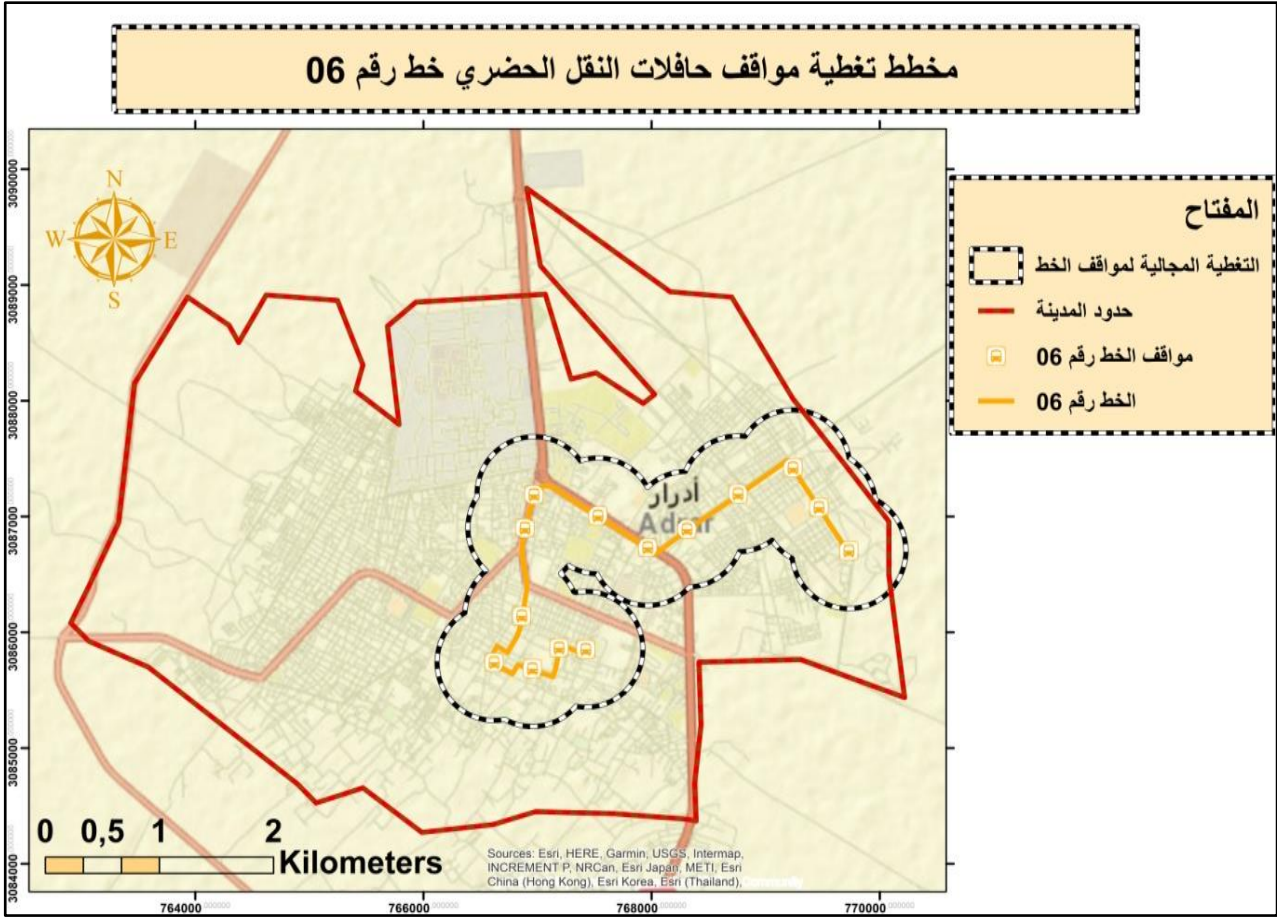 مخطط تغطية مواقف حافلات النقل الحضري خط رقم 06
N
W E
S
المفتاح
التغطية المجالية لمواقف الخط
حدود المدينة
مواقف الخط رقم 06
الخط رقم 06
أدرار
Adrar
3090000
3089000
3088000
3087000
3086000
3085000
3084000
0 0,5 1 2
Kilometers
Sources: Esri, HERE, Garmin, USGS, Intermap,
INCREMENT P, NRCan, Esri Japan, METI, Esri
China (Hong Kong), Esri Korea, Esri (Thailand),
764000 766000 768000 770000